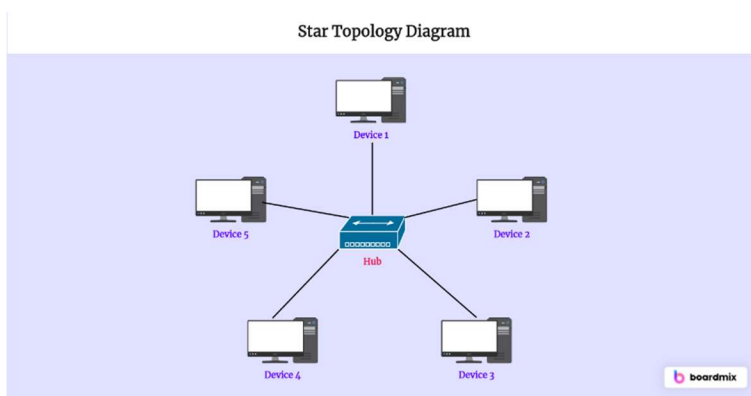 Star Topology Diagram
Device 1
Device 5
Device 2
Hub
Device 4
Device 3
boardmix